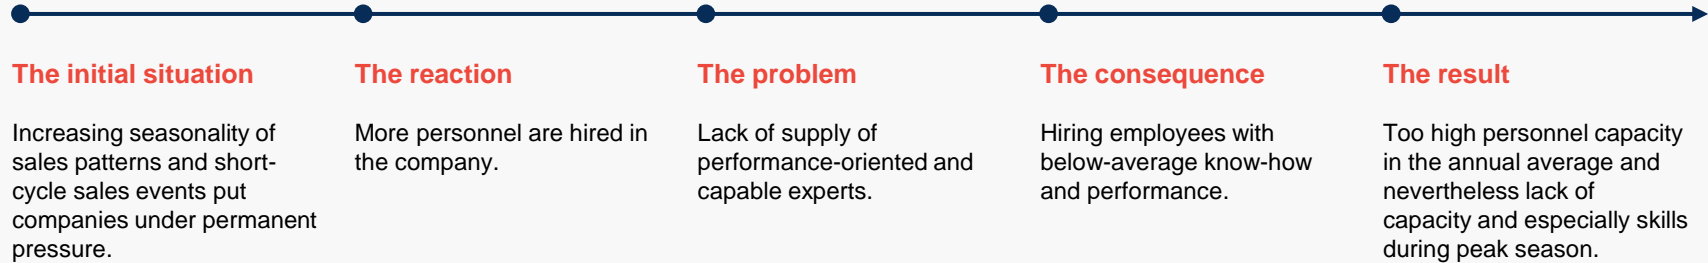 The initial situation
Increasing seasonality of
sales patterns and short-
cycle sales events put
companies under permanent
pressure.
The reaction
More personnel are hired in
the company.
The problem
Lack of supply of
performance-oriented and
capable experts.
The consequence
Hiring employees with
below-average know-how
and performance.
The result
Too high personnel capacity
in the annual average and
nevertheless lack of
capacity and especially skills
during peak season.